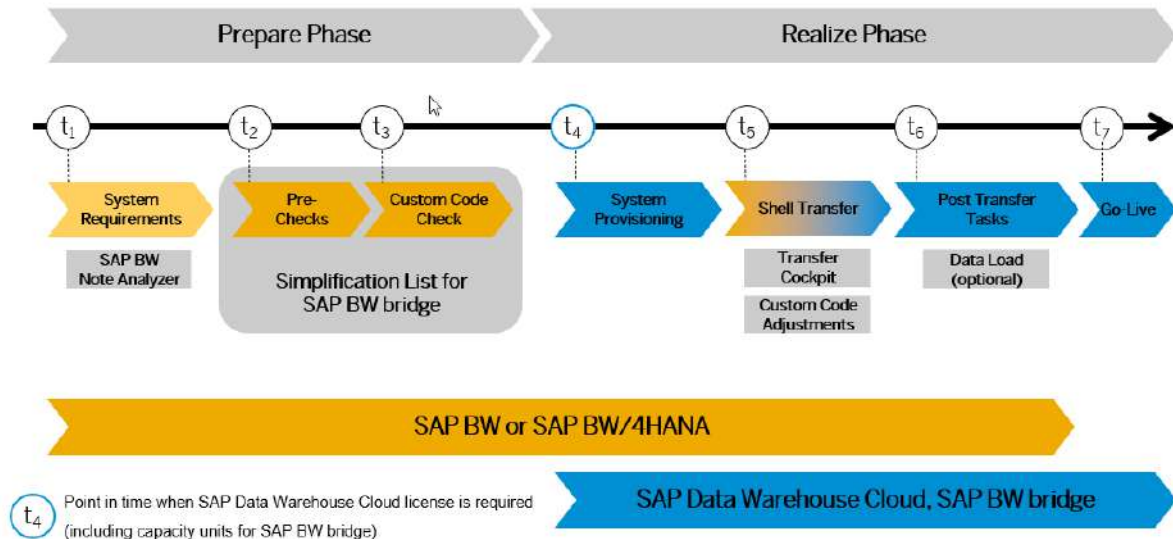 Prepare Phase
Realize Phase
t1
t2
t3
t4
t5
t6
t7
System
Requirements
Pre-
Checks
Custom Code
Check
System
Provisioning
Shell Transfer
Post Transfer
Tasks
Go-Live
SAP BW
Note Analyzer
Simplification List for
SAP BW bridge
Transfer
Cockpit
Custom Code
Adjustments
Data Load
(optional)
SAP BW or SAP BW/4HANA
SAP Data Warehouse Cloud, SAP BW bridge
t4
Point in time when SAP Data Warehouse Cloud license is required
(including capacity units for SAP BW bridge)